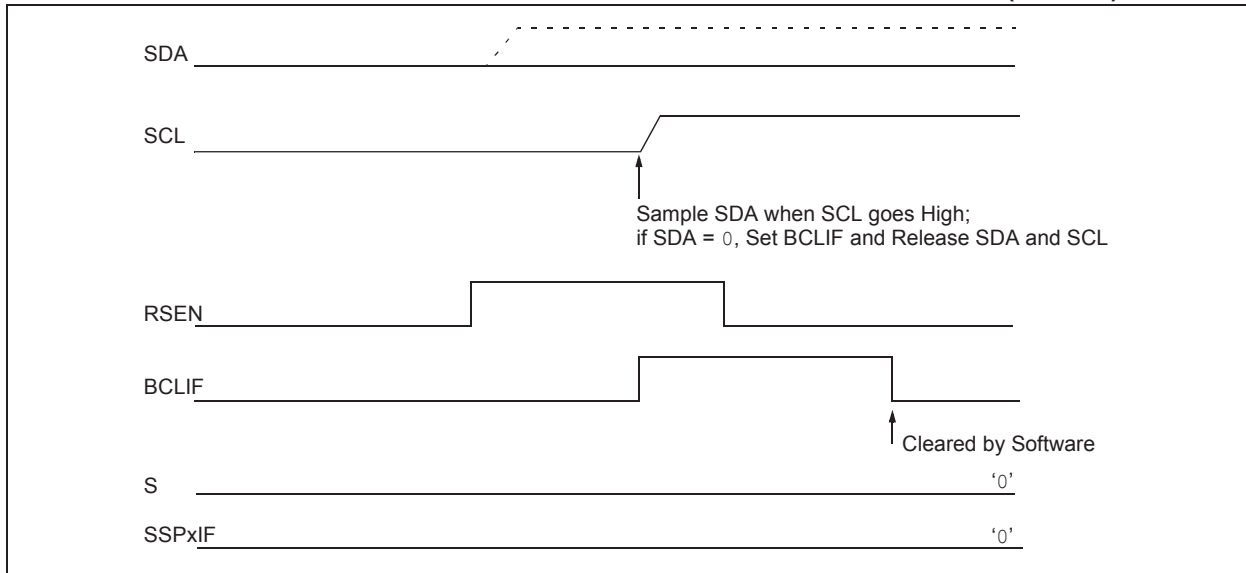 SDA
SCL
Sample SDA when SCL goes High;
if SDA = 0, Set BCLIF and Release SDA and SCL
RSEN
BCLIF
Cleared by Software
S ‘0’
SSPxIF ‘0’